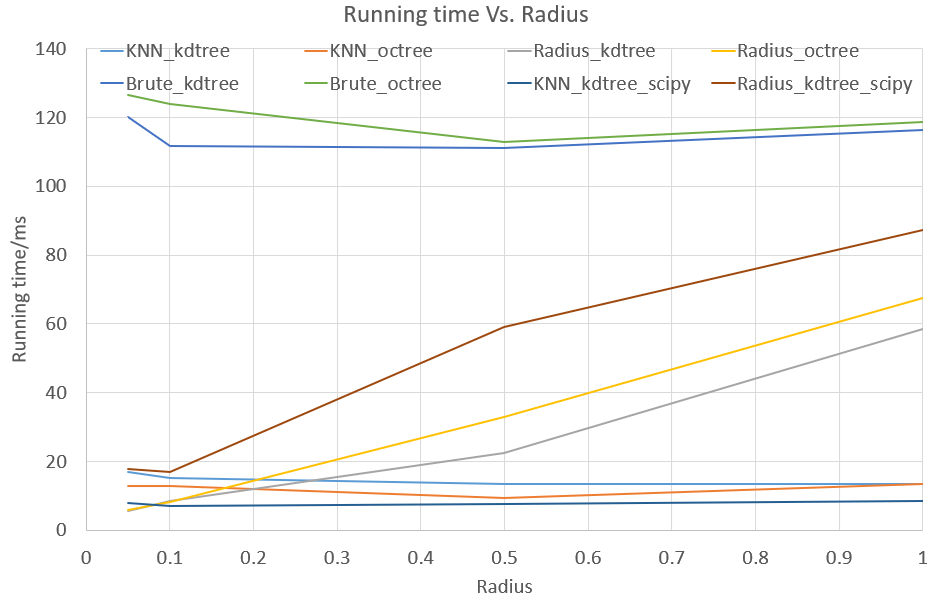 Running time Vs. Radius
KNN_kdtree KNN_octree Radius_kdtree Radius_octree
Brute_kdtree Brute_octree KNN_kdtree_scipy Radius_kdtree_scipy
140
120
100
80
60
40
20
0
Running time/ms
0 0.1 0.2 0.3 0.4 0.5 0.6 0.7 0.8 0.9 1
Radius